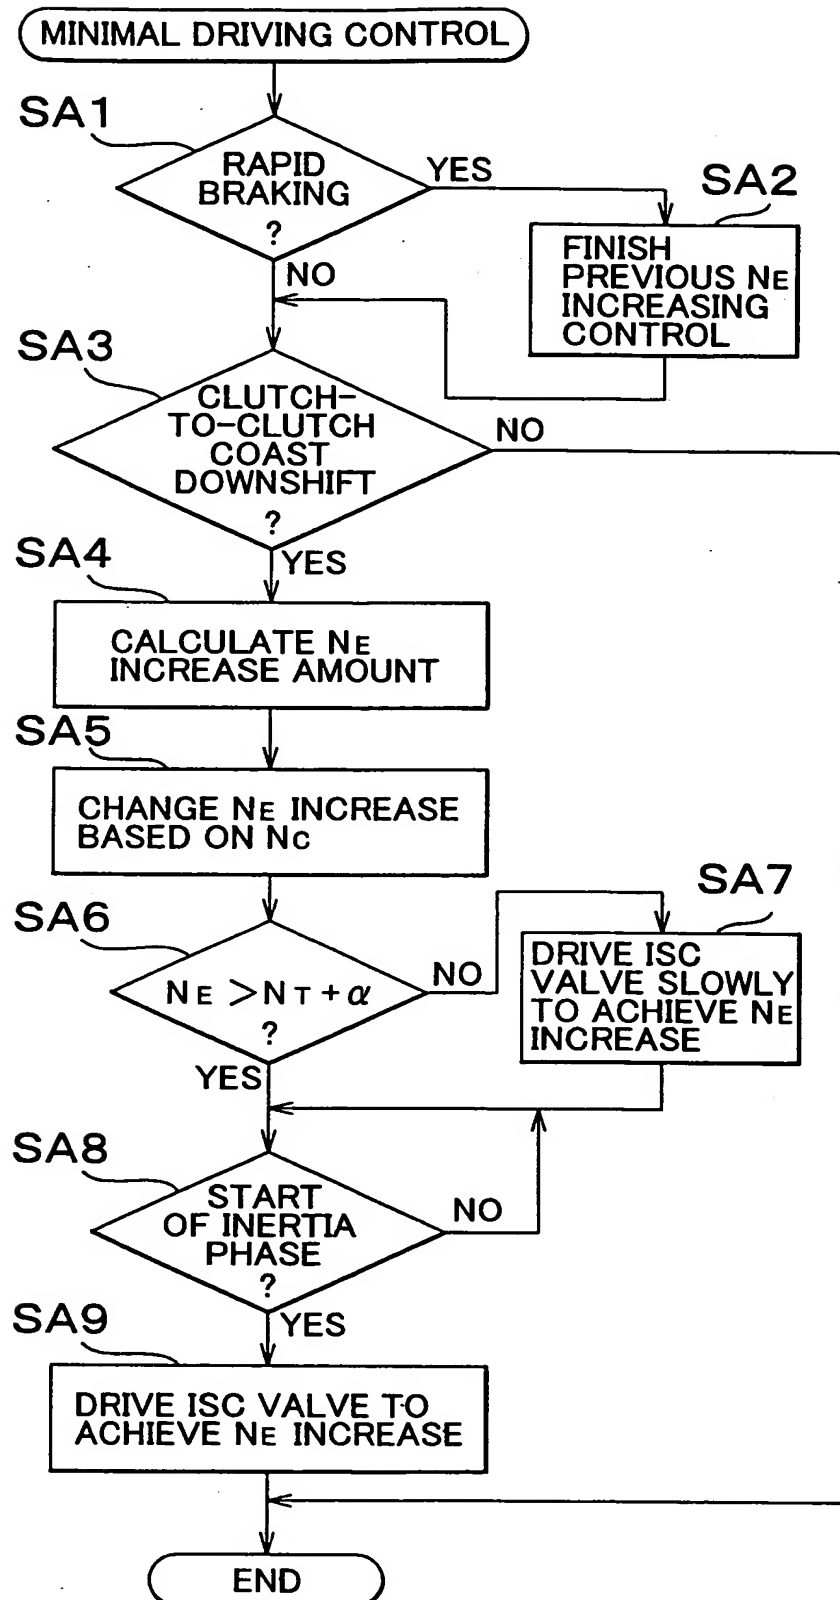 MINIMAL DRIVING CONTROL
SA1
RAPID
BRAKING
?
YES
SA2
FINISH
PREVIOUS NE
INCREASING
CONTROL
NO
SA3
CLUTCH-
TO-CLUTCH
COAST
DOWNSHIFT
?
NO
YES
SA4
CALCULATE NE
INCREASE AMOUNT
SA5
CHANGE NE INCREASE
BASED ON NC
SA6
NE >NT+α
?
NO
SA7
DRIVE ISC
VALVE SLOWLY
TO ACHIEVE NE
INCREASE
YES
SA8
START
OF INERTIA
PHASE
?
NO
YES
SA9
DRIVE ISC VALVE TO
ACHIEVE NE INCREASE
END